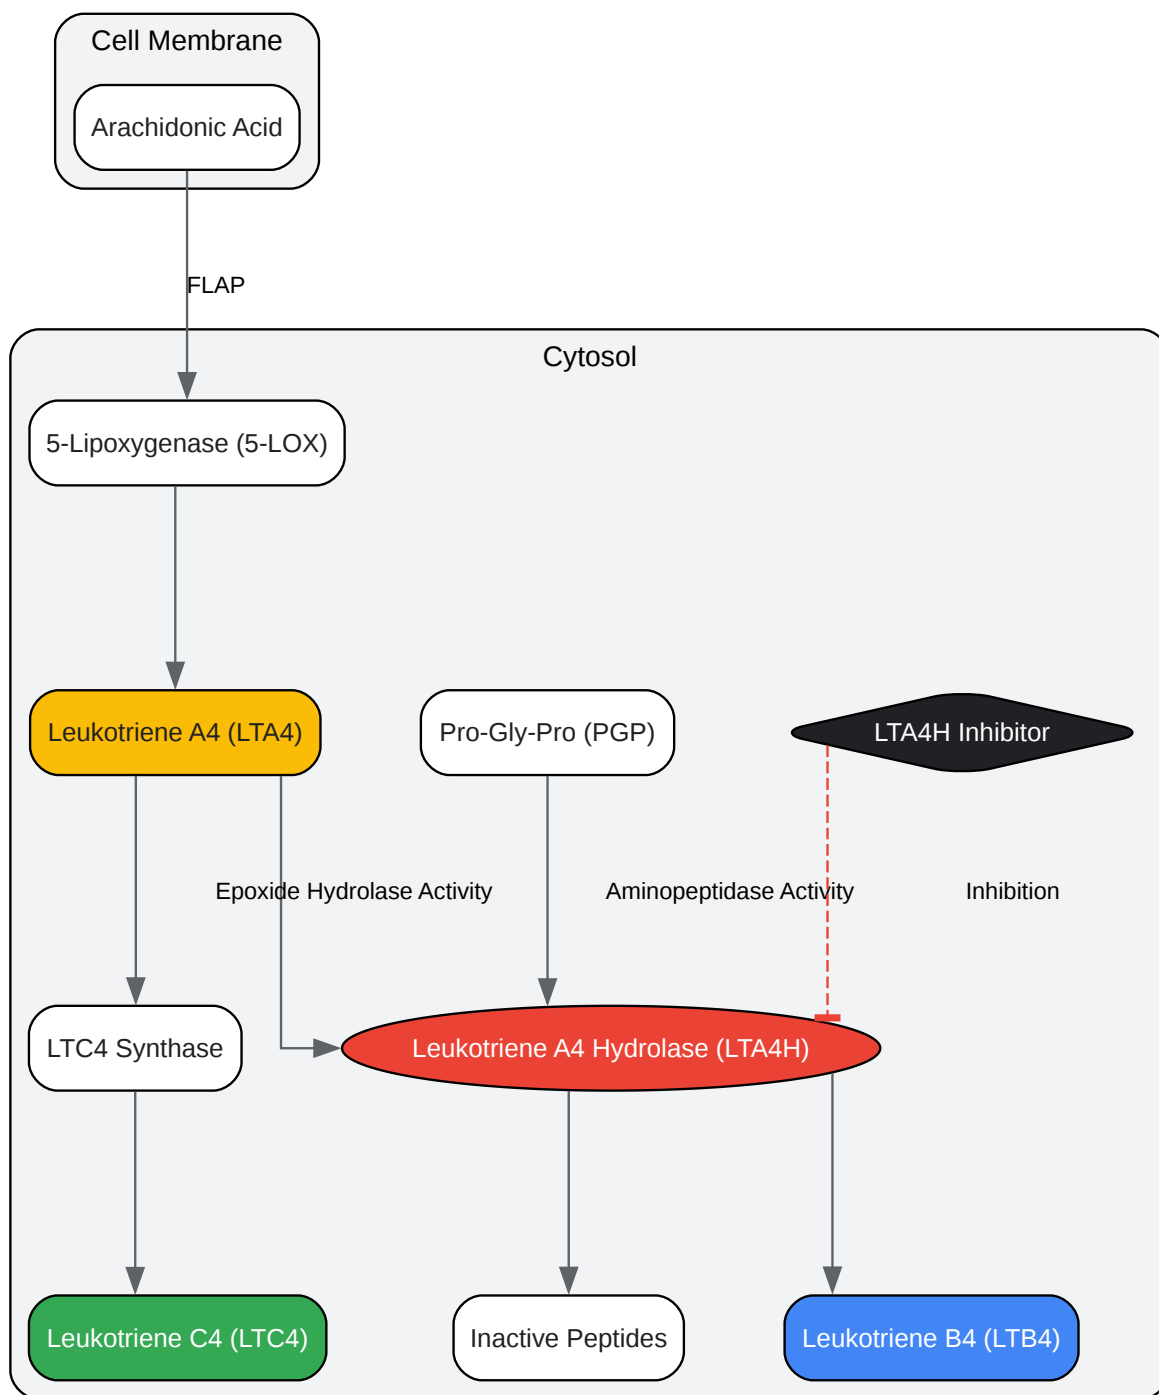 Cell Membrane
Arachidonic Acid
FLAP
Cytosol
5-Lipoxygenase (5-LOX)
Leukotriene A4 (LTA4)
Pro-Gly-Pro (PGP)
LTA4H Inhibitor
Epoxide Hydrolase Activity
Aminopeptidase Activity
Inhibition
LTC4 Synthase
Leukotriene A4 Hydrolase (LTA4H)
Leukotriene C4 (LTC4)
Inactive Peptides
Leukotriene B4 (LTB4)